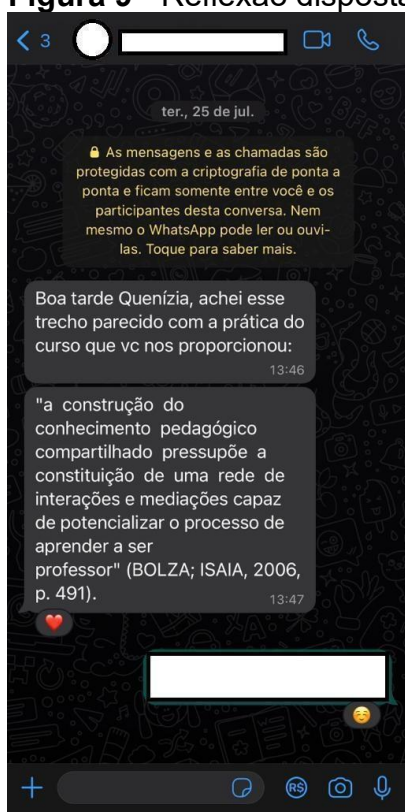 Figura 9 - Reflexão disposta
3
ter., 25 de jul.
As mensagens e as chamadas são
protegidas com a criptografia de ponta a
ponta e ficam somente entre você e os
participantes desta conversa. Nem
mesmo o WhatsApp pode ler ou ouvi-
las. Toque para saber mais.
Boa tarde Quenízia, achei esse
trecho parecido com a prática do
curso que vc nos proporcionou:
13:46
"a construção do
conhecimento pedagógico
compartilhado pressupõe a
constituição de uma rede de
interações e mediações capaz
de potencializar o processo de
aprender a ser
professor" (BOLZA; ISAIA, 2006,
p. 491).
13:47
R$